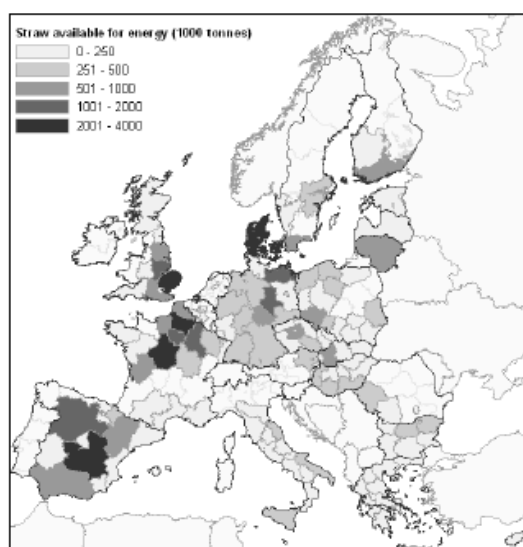 Straw available for energy (1000 tonnes)
0 - 250
251 - 500
501 - 1000
1001 - 2000
2001 - 4000